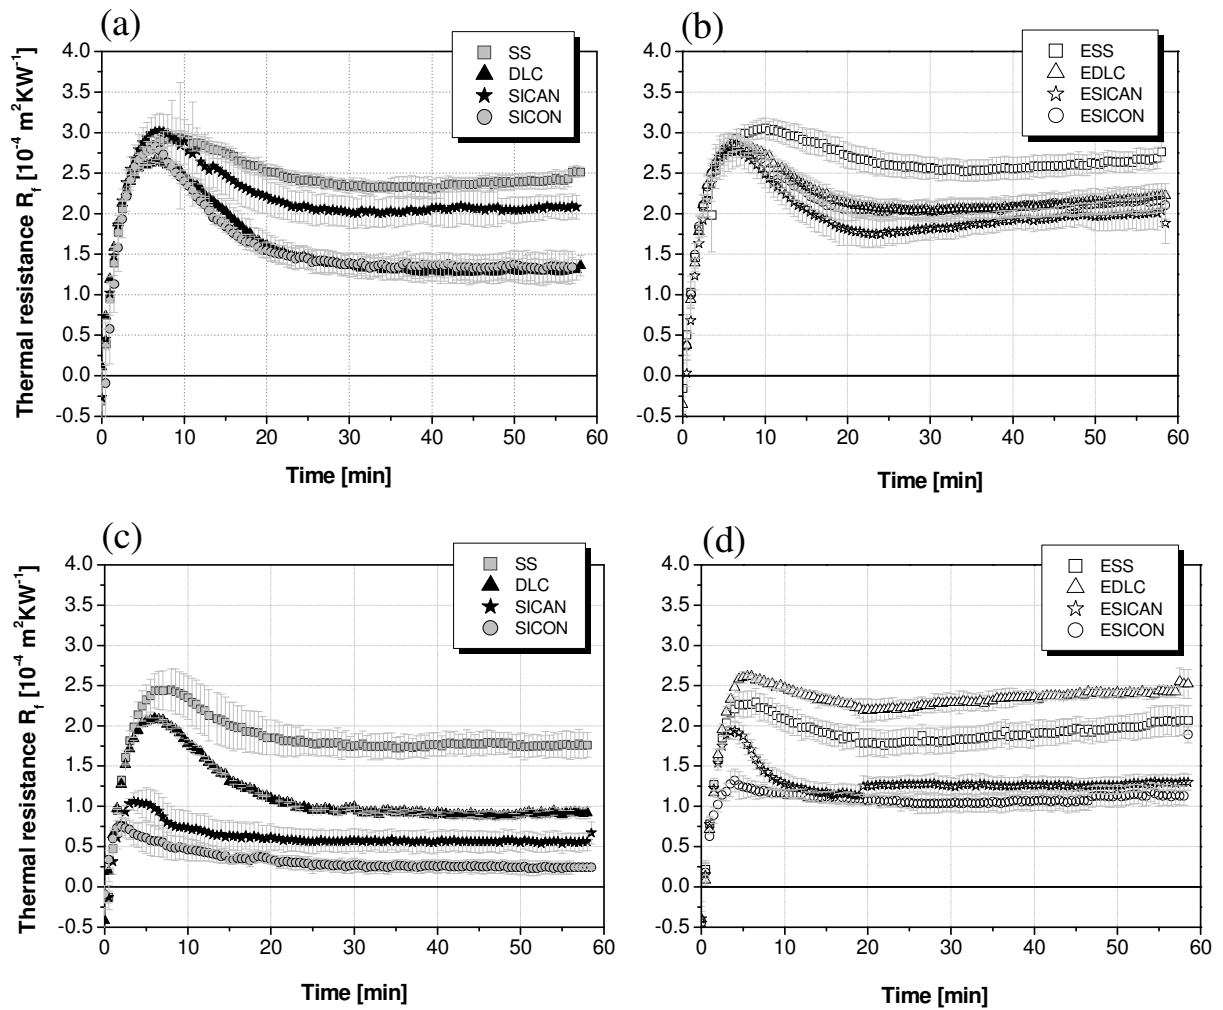 (a)
Thermal resistance R_f [10^-4 m^2KW^-1]
4.0
3.5
3.0
2.5
2.0
1.5
1.0
0.5
0.0
-0.5
SS
DLC
SICAN
SICON
0 10 20 30 40 50 60
Time [min]
(b)
4.0
3.5
3.0
2.5
2.0
1.5
1.0
0.5
0.0
-0.5
ESS
EDLC
ESICAN
ESICON
0 10 20 30 40 50 60
Time [min]
(c)
Thermal resistance R_f [10^-4 m^2KW^-1]
4.0
3.5
3.0
2.5
2.0
1.5
1.0
0.5
0.0
-0.5
SS
DLC
SICAN
SICON
0 10 20 30 40 50 60
Time [min]
(d)
4.0
3.5
3.0
2.5
2.0
1.5
1.0
0.5
0.0
-0.5
ESS
EDLC
ESICAN
ESICON
0 10 20 30 40 50 60
Time [min]